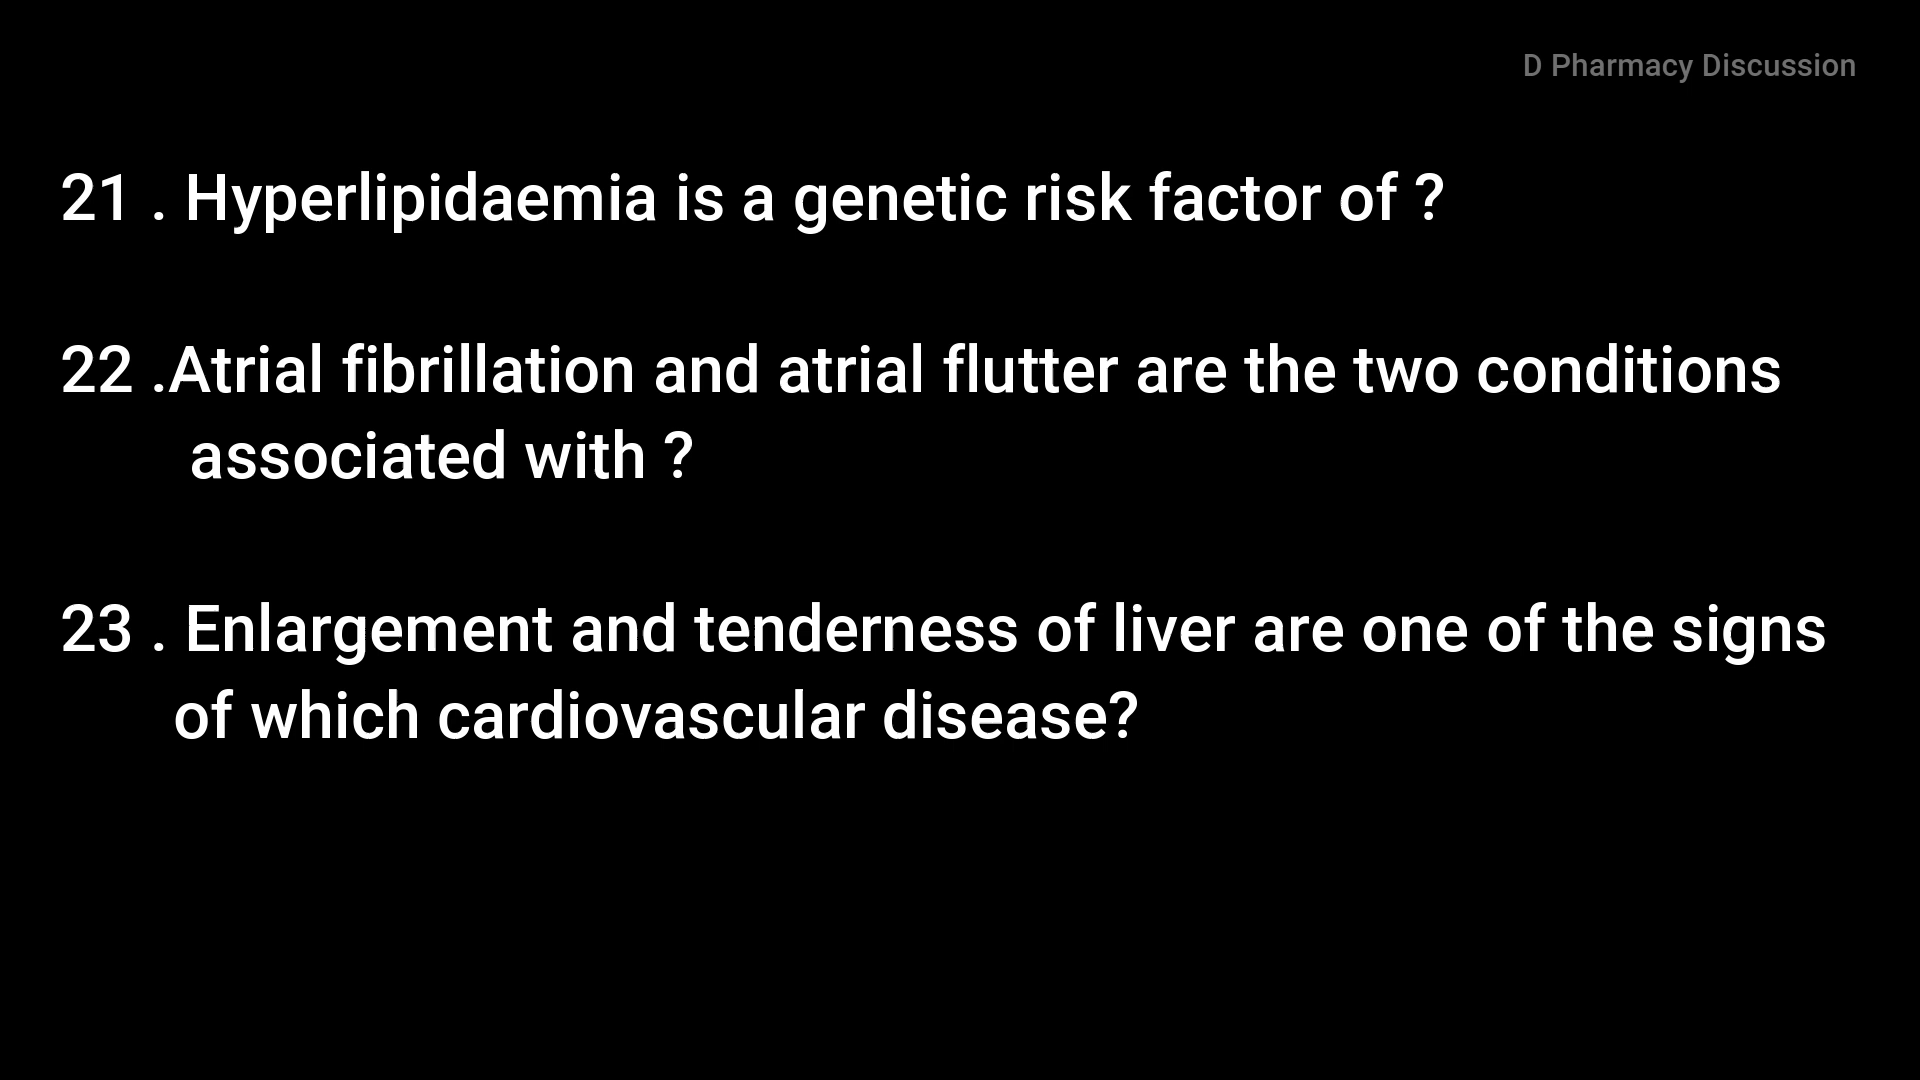 D Pharmacy Discussion
21 . Hyperlipidaemia is a genetic risk factor of ?
22 .Atrial fibrillation and atrial flutter are the two conditions
associated with ?
23 . Enlargement and tenderness of liver are one of the signs
of which cardiovascular disease?